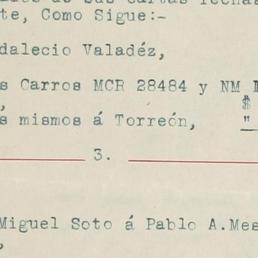 te, Como Sigue:-
dalecio Valadéz,
s Carros MCR 28484 y NM
, $
s mismos á Torreón, "
3.
Miguel Soto á Pablo A.Mes